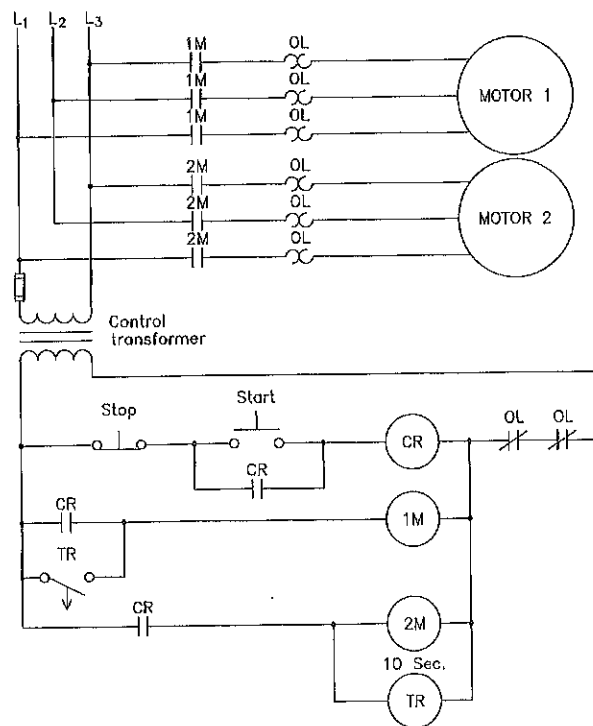 L1 L2 L3
1M OL
1M OL
MOTOR 1
1M OL
2M OL
2M OL
MOTOR 2
2M OL
Control
transformer
Stop Start
CR
OL OL
CR
CR
1M
TR
CR
2M
10 Sec.
TR